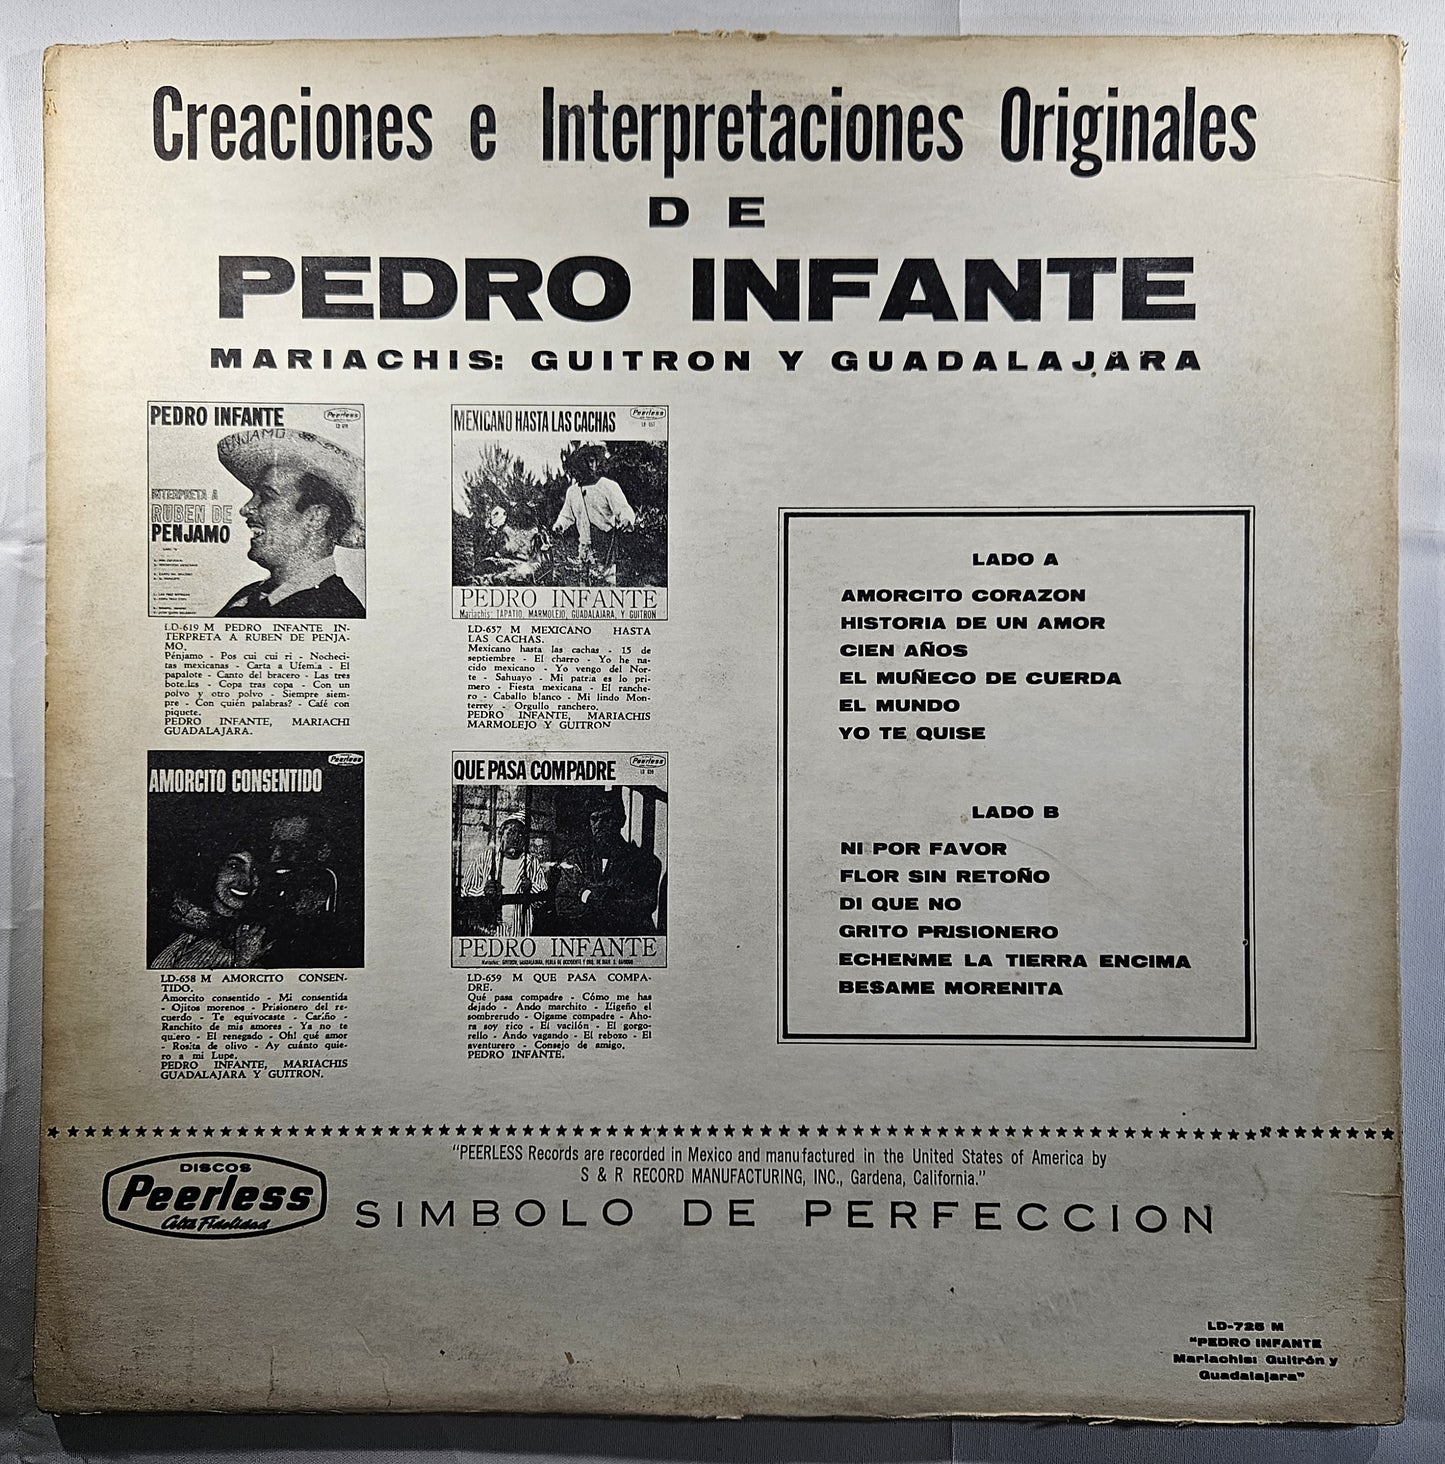 Creaciones e Interpretaciones Originales
DE
PEDRO INFANTE
MARIACHIS: GUITRON Y GUADALAJARA
PEDRO INFANTE
Peerless
PENJAMO
INTERPRETA A
RUBEN DE
PENJAMO
LD-619 M PEDRO INFANTE IN-
TERPRETA A RUBEN DE PENJA-
MO.
Pénjamo - Pos cui cui ri - Nocheci-
tas mexicanas - Carta a Ufemia - El
papalote - Canto del bracero - Las tres
botellas - Copa tras copa - Con un
polvo y otro polvo - Siempre siem-
pre - Con quién palabras? - Café con
piquete.
PEDRO INFANTE, MARIACHI
GUADALAJARA.
MEXICANO HASTA LAS CACHAS
Peerless
PEDRO INFANTE
Mariachis: TAPATIO, MARMOLEJO, GUADALAJARA, Y GUITRON
LD-657 M MEXICANO HASTA
LAS CACHAS.
Mexicano hasta las cachas - 15 de
septiembre - El charro - Yo he na-
cido mexicano - Yo vengo del Nor-
te - Sahuayo - Mi patria es lo pri-
mero - Fiesta mexicana - El ranche-
ro - Caballo blanco - Mi lindo Mon-
terrey - Orgullo ranchero.
PEDRO INFANTE, MARIACHIS
MARMOLEJO Y GUITRON
Peerless
AMORCITO CONSENTIDO
LD-658 M AMORCITO CONSEN-
TIDO.
Amorcito consentido - Mi consentida
- Ojitos morenos - Prisionero del re-
cuerdo - Te equivocaste - Cariño -
Ranchito de mis amores - Ya no te
quiero - El renegado - Oh! qué amor
- Rosita de olivo - Ay cuánto quie-
ro a mi Lupe.
PEDRO INFANTE, MARIACHIS
GUADALAJARA Y GUITRON.
QUE PASA COMPADRE
Peerless
PEDRO INFANTE
LD-659 M QUE PASA COMPA-
DRE.
Qué pasa compadre - Cómo me has
dejado - Ando marchito - El
sombrerudo - Oigame compadre - Aho-
ra soy rico - El vacilón - El gorgo-
rello - Ando vagando - El rebozo - El
aventurero - Consejo de amigo.
PEDRO INFANTE.
LADO A
AMORCITO CORAZON
HISTORIA DE UN AMOR
CIEN AÑOS
EL MUÑECO DE CUERDA
EL MUNDO
YO TE QUISE
LADO B
NI POR FAVOR
FLOR SIN RETOÑO
DI QUE NO
GRITO PRISIONERO
ECHENME LA TIERRA ENCIMA
BESAME MORENITA
"PEERLESS Records are recorded in Mexico and manufactured in the United States of America by
S & R RECORD MANUFACTURING, INC., Gardena, California."
DISCOS
Peerless
Alta Fidelidad
SIMBOLO DE PERFECCION
LD-725 M
"PEDRO INFANTE
Mariachis: Guitrón y
Guadalajara"